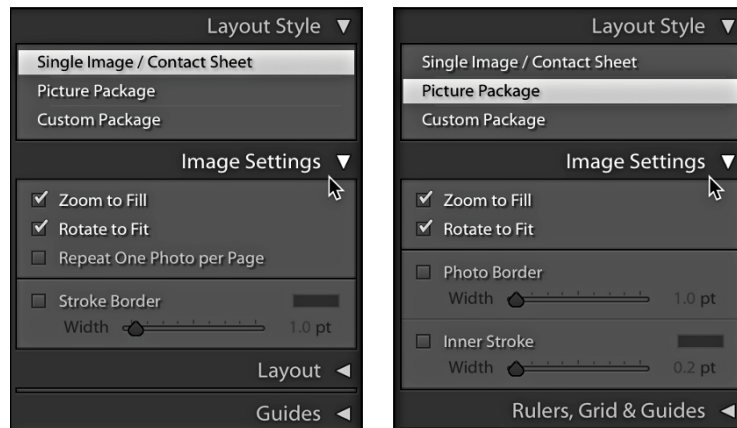 Layout Style
Single Image / Contact Sheet
Picture Package
Custom Package
Image Settings
Zoom to Fill
Rotate to Fit
Repeat One Photo per Page
Stroke Border
Width 1.0 pt
Layout
Guides
Layout Style
Single Image / Contact Sheet
Picture Package
Custom Package
Image Settings
Zoom to Fill
Rotate to Fit
Photo Border
Width 1.0 pt
Inner Stroke
Width 0.2 pt
Rulers, Grid & Guides